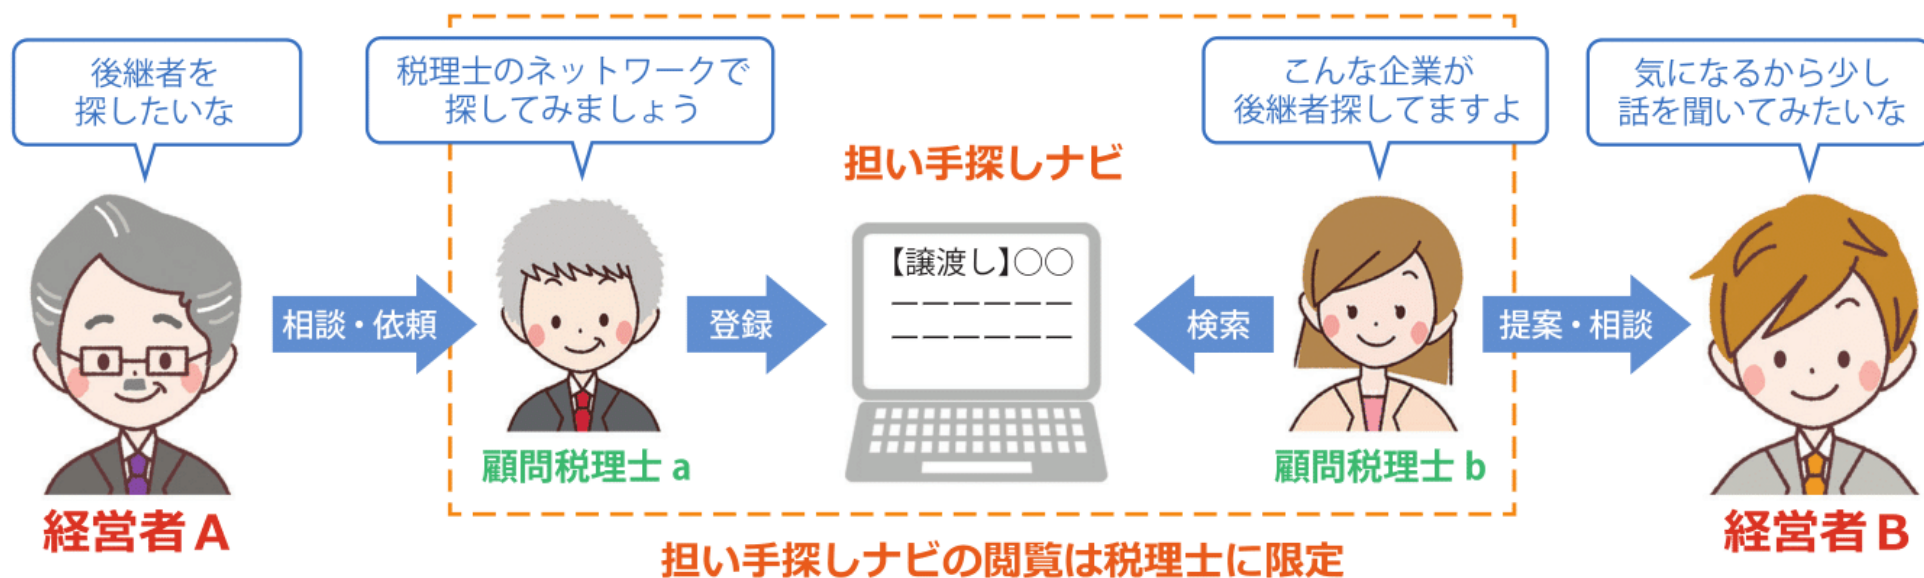 後継者を
探したいな
税理士のネットワークで
探してみましょう
こんな企業が
後継者探してますよ
気になるから少し
話を聞いてみたいな
担い手探しナビ
【譲渡し】〇〇
相談・依頼
登録
検索
提案・相談
顧問税理士 a
顧問税理士 b
経営者 A
経営者 B
担い手探しナビの閲覧は税理士に限定